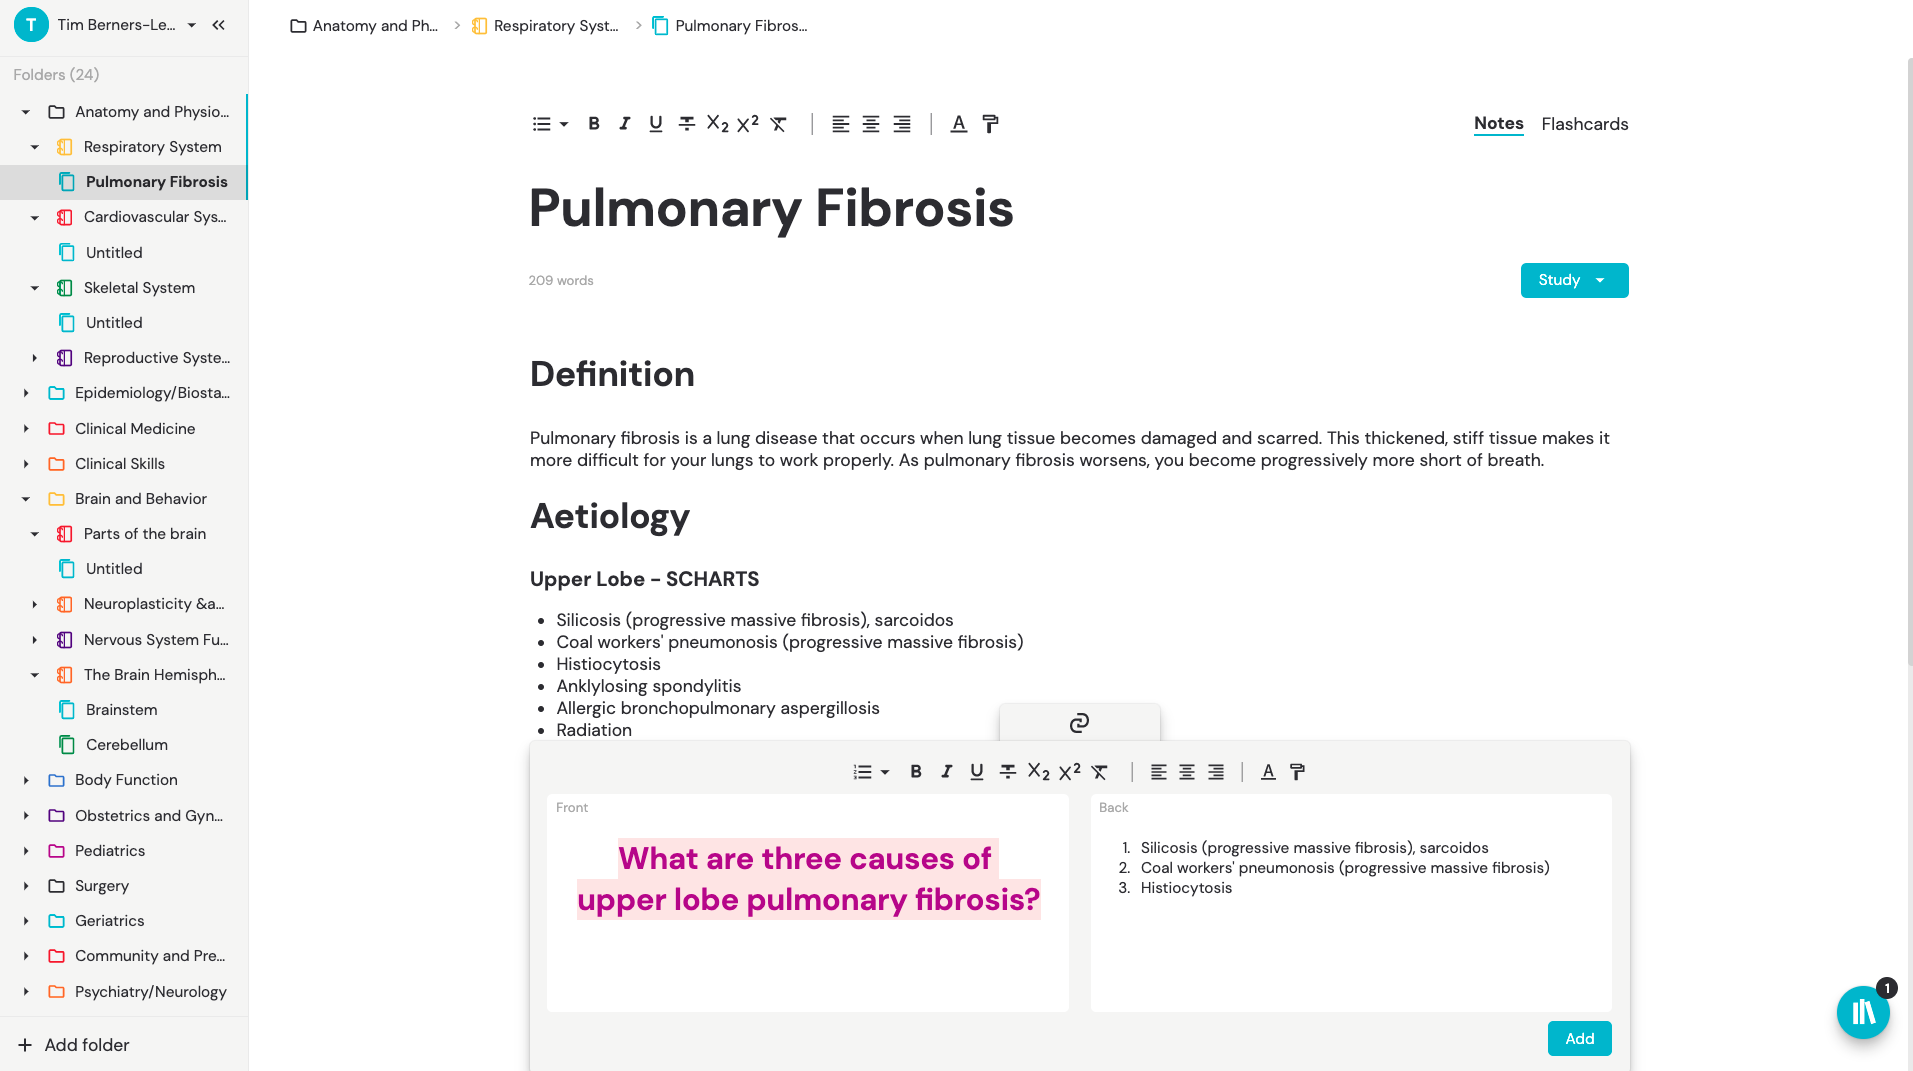 T Tim Berners-Le...
Folders (24)
Anatomy and Physio...
Respiratory System
Pulmonary Fibrosis
Cardiovascular Sys...
Untitled
Skeletal System
Untitled
Reproductive Syste...
Epidemiology/Biosta...
Clinical Medicine
Clinical Skills
Brain and Behavior
Parts of the brain
Untitled
Neuroplasticity &a...
Nervous System Fu...
The Brain Hemisph...
Brainstem
Cerebellum
Body Function
Obstetrics and Gyn...
Pediatrics
Surgery
Geriatrics
Community and Pre...
Psychiatry/Neurology
+ Add folder
Anatomy and Ph... > Respiratory Syst... > Pulmonary Fibros...
B I U T X2 X² A
Notes Flashcards
Pulmonary Fibrosis
209 words
Study
Definition
Pulmonary fibrosis is a lung disease that occurs when lung tissue becomes damaged and scarred. This thickened, stiff tissue makes it
more difficult for your lungs to work properly. As pulmonary fibrosis worsens, you become progressively more short of breath.
Aetiology
Upper Lobe - SCHARTS
• Silicosis (progressive massive fibrosis), sarcoidos
• Coal workers' pneumonosis (progressive massive fibrosis)
• Histiocytosis
• Anklylosing spondylitis
• Allergic bronchopulmonary aspergillosis
• Radiation
B I U T X2 X² A
Front
What are three causes of
upper lobe pulmonary fibrosis?
Back
1. Silicosis (progressive massive fibrosis), sarcoidos
2. Coal workers' pneumonosis (progressive massive fibrosis)
3. Histiocytosis
Add
1